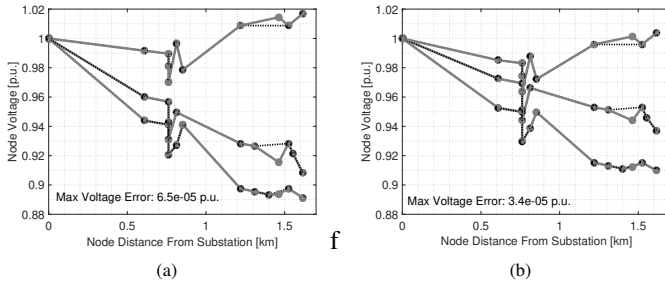 1.02
1
0.98
0.96
0.94
0.92
0.9
0.88
Node Voltage [p.u.]
Max Voltage Error: 6.5e-05 p.u.
0 0.5 1 1.5
Node Distance From Substation [km]
(a)
f
1.02
1
0.98
0.96
0.94
0.92
0.9
0.88
Node Voltage [p.u.]
Max Voltage Error: 3.4e-05 p.u.
0 0.5 1 1.5
Node Distance From Substation [km]
(b)